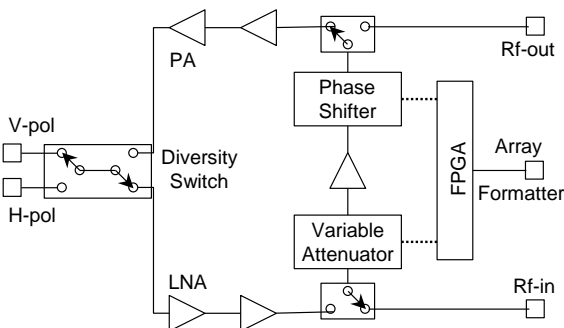 Rf-out
PA
Phase
Shifter
V-pol
Diversity
Switch
H-pol
FPGA
Array
Formatter
Variable
Attenuator
LNA
Rf-in